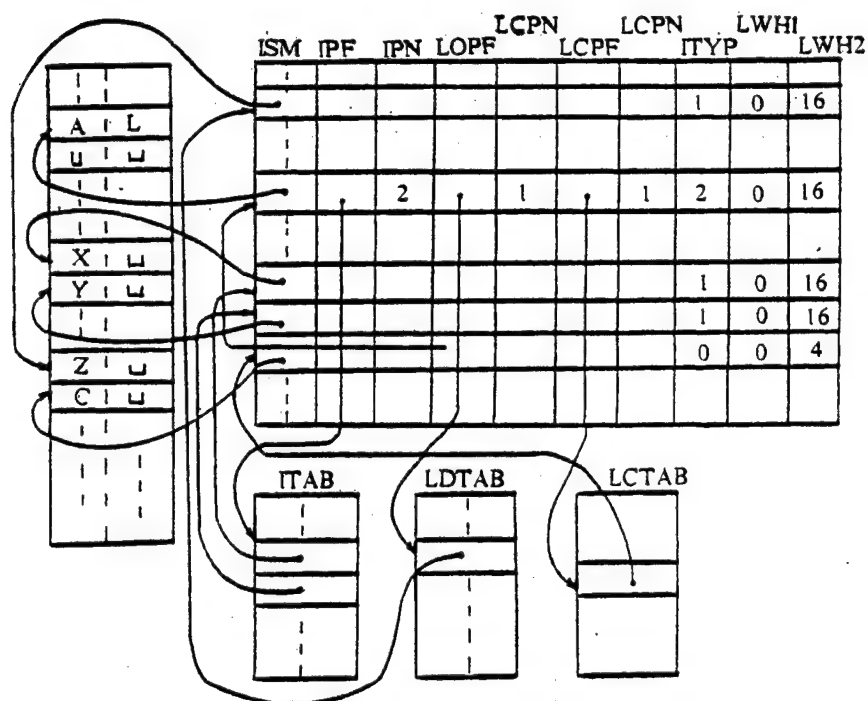 LCPN LCPN LWH1
ISM IPF IPN LOPF LCPF ITYP LWH2
1 0 16
A L
⊔ ⊔
2 1 1 2 0 16
X ⊔
Y ⊔
1 0 16
1 0 16
Z ⊔
0 0 4
C ⊔
ITAB LDTAB LCTAB